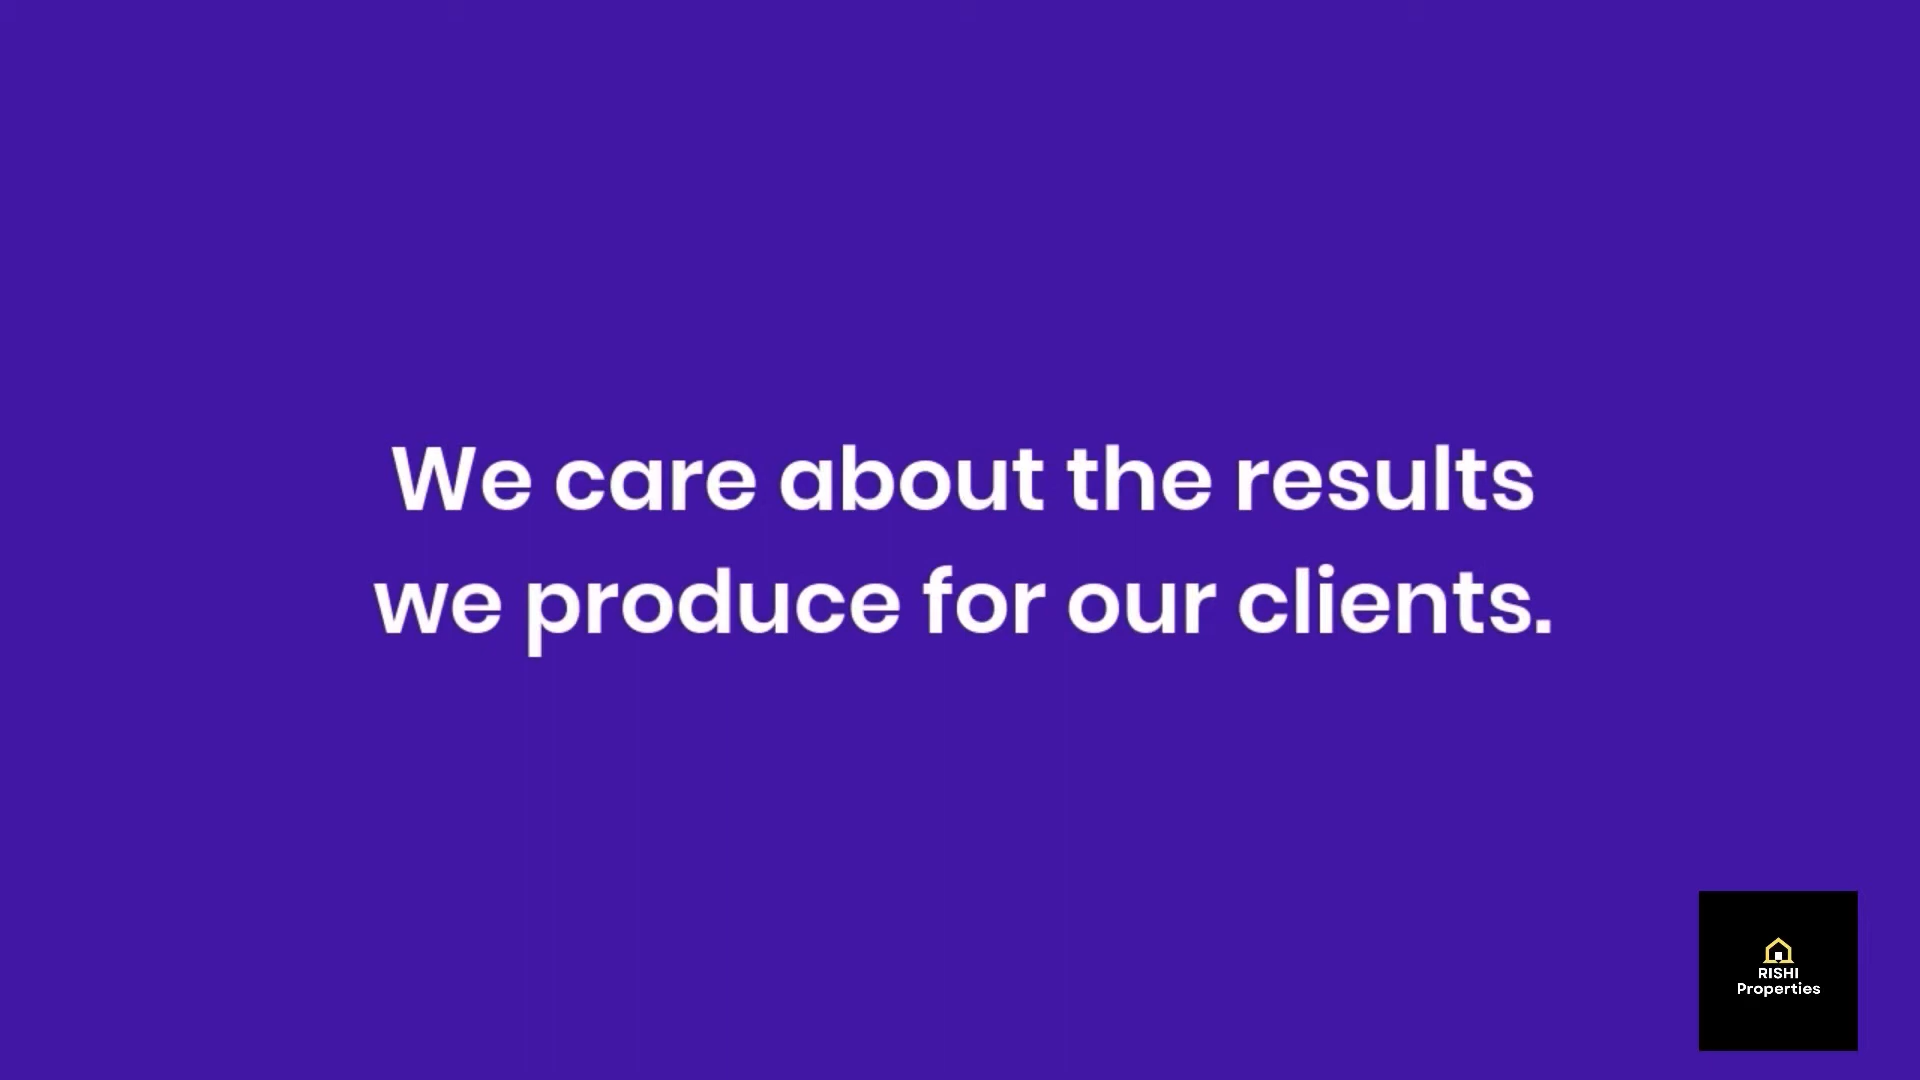 We care about the results
we produce for our clients.
RISHI
Properties